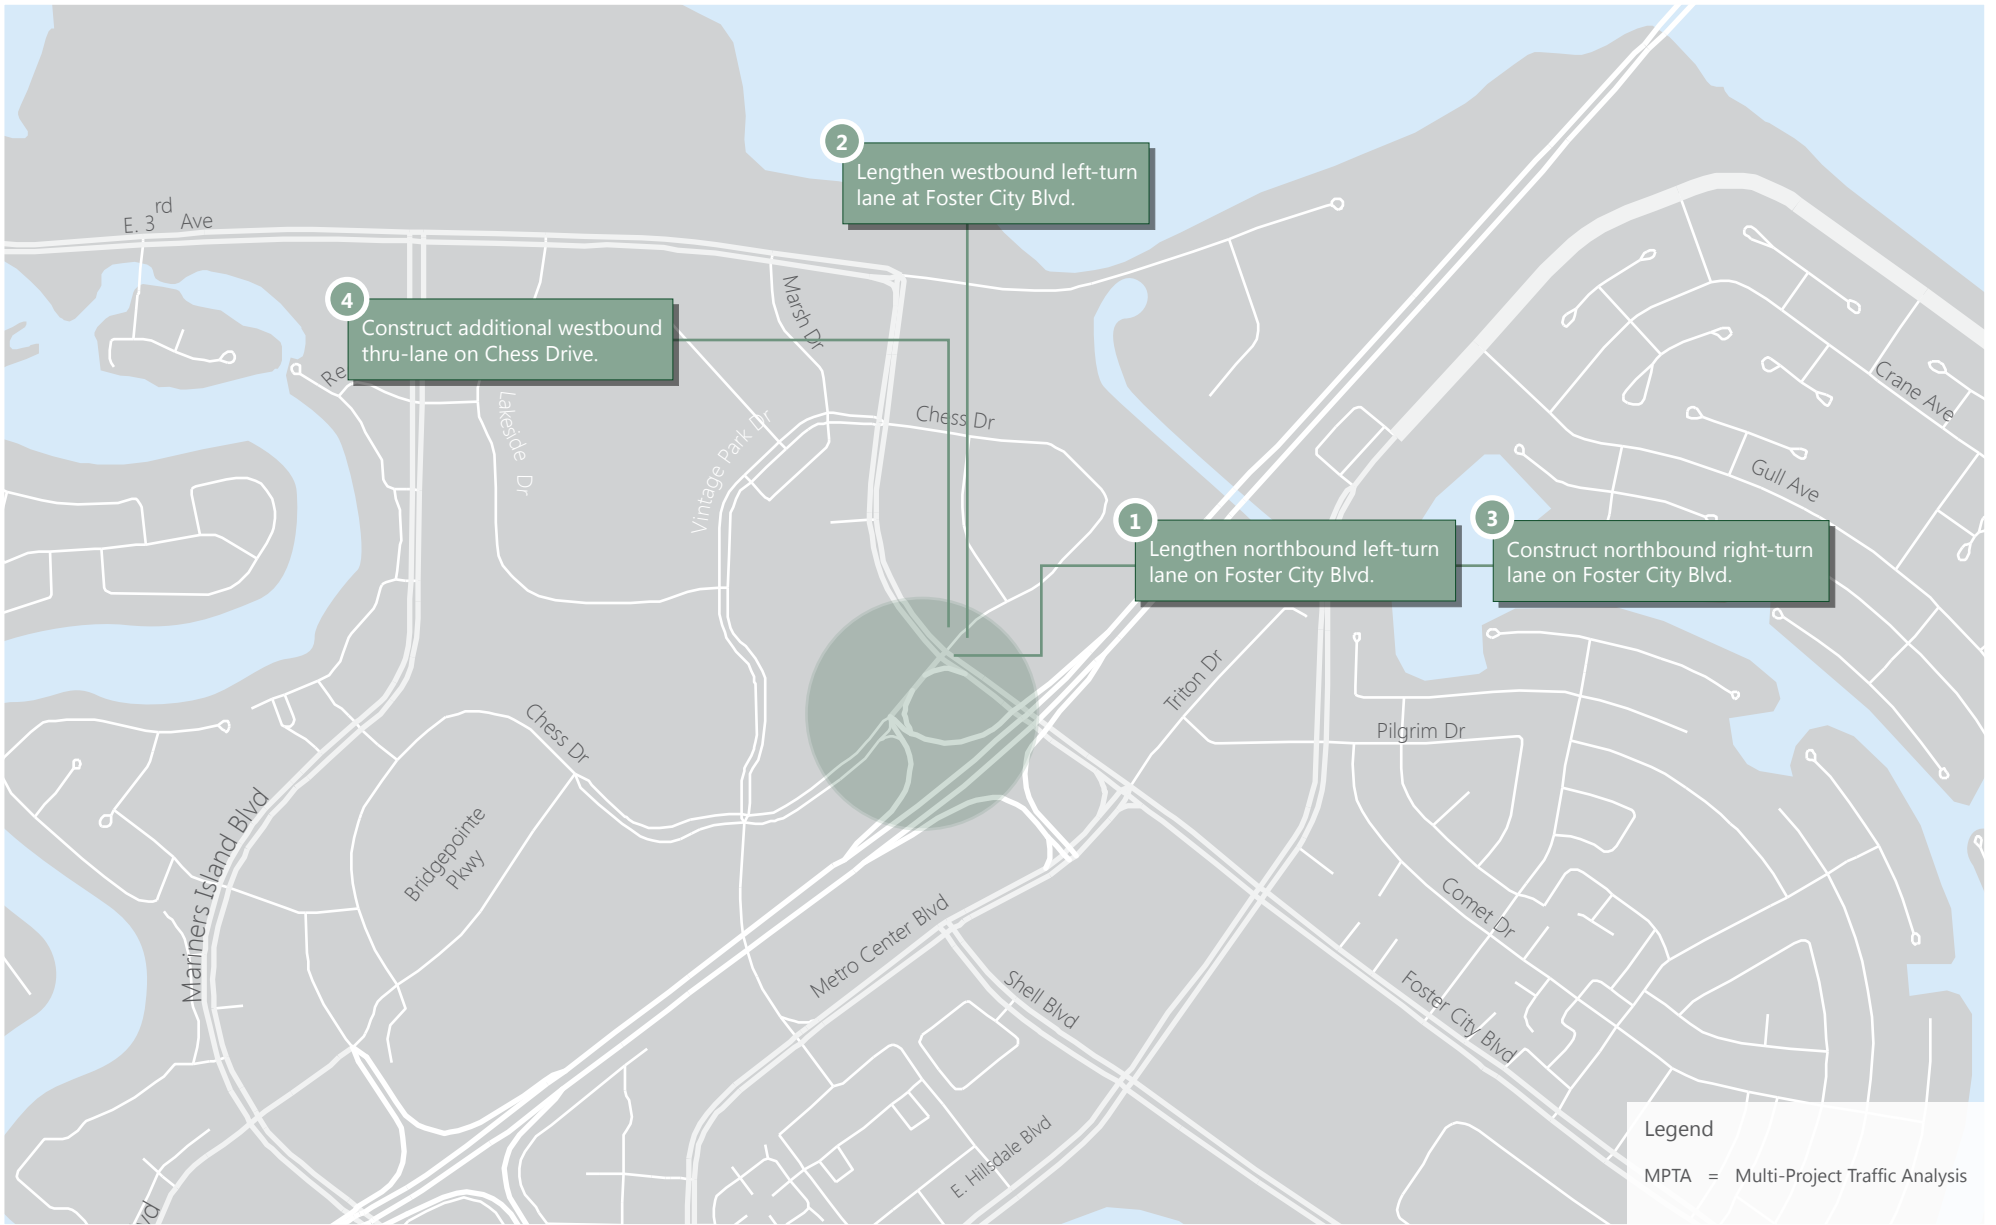 2
Lengthen westbound left-turn
lane at Foster City Blvd.
E. 3rd Ave
4
Construct additional westbound
thru-lane on Chess Drive.
Marsh Dr
Re
Lakeside Dr
Vintage Park Dr
Chess Dr
Crane Ave
Gull Ave
1
Lengthen northbound left-turn
lane on Foster City Blvd.
3
Construct northbound right-turn
lane on Foster City Blvd.
Triton Dr
Pilgrim Dr
Chess Dr
Mariners Island Blvd
Bridgepointe
Pkwy
Metro Center Blvd
Shell Blvd
Comet Dr
Foster City Blvd
E. Hillsdale Blvd
vd
Legend
MPTA = Multi-Project Traffic Analysis